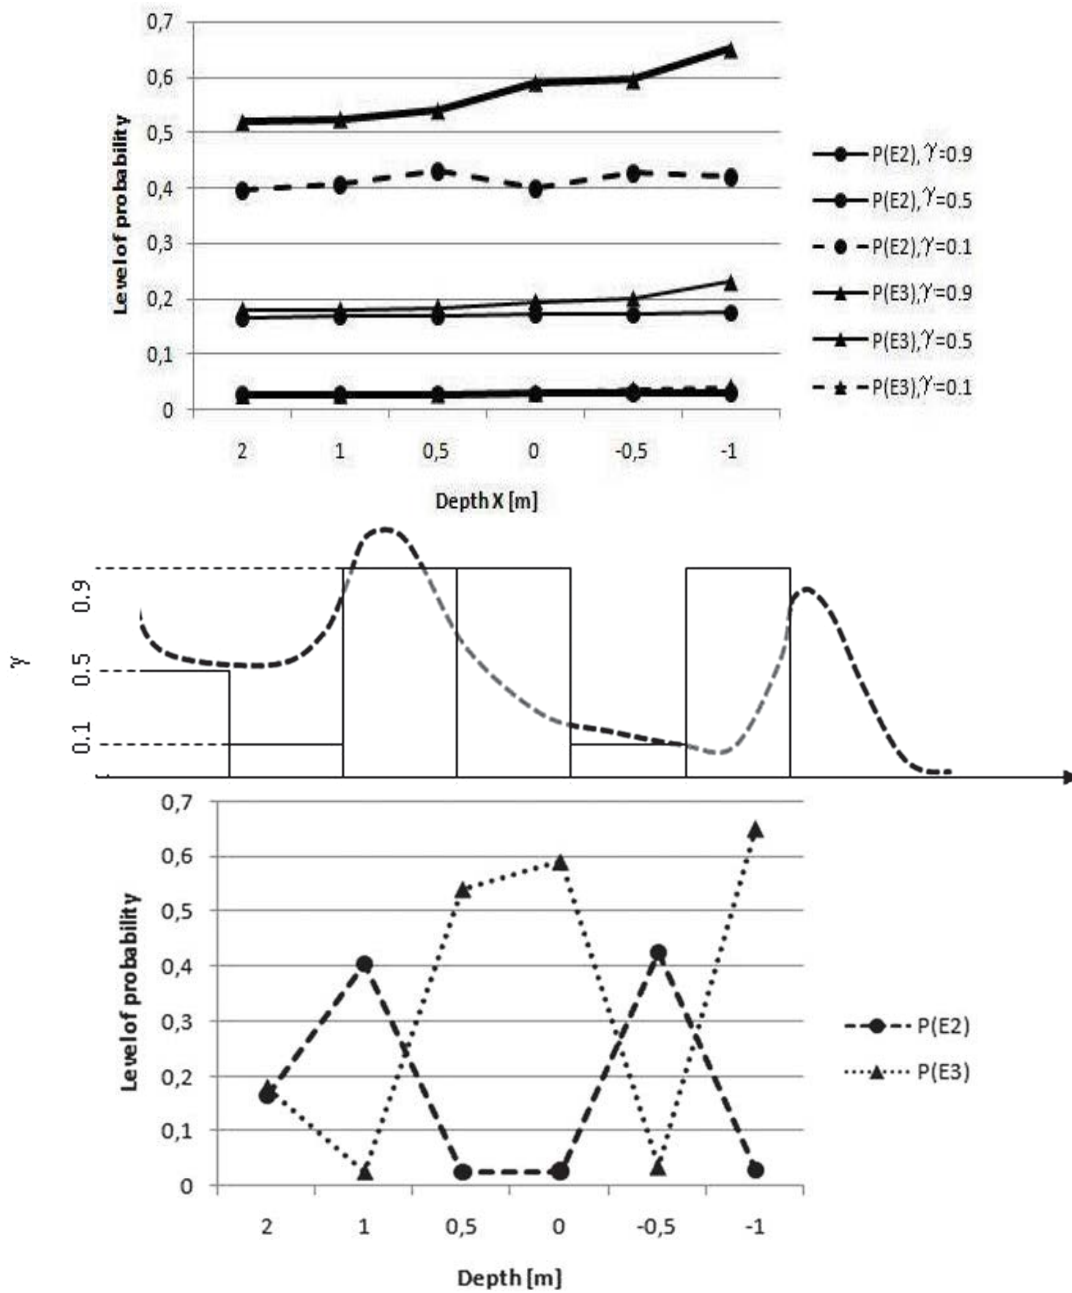 0,7
0,6
0,5
0,4
0,3
0,2
0,1
0
Level of probability
2 1 0,5 0 -0,5 -1
Depth X [m]
P(E2), γ=0.9
P(E2), γ=0.5
P(E2),γ=0.1
P(E3),γ=0.9
P(E3),γ=0.5
P(E3),γ=0.1
γ
0.9
0.5
0.1
0,7
0,6
0,5
0,4
0,3
0,2
0,1
0
Level of probability
2 1 0,5 0 -0,5 -1
Depth [m]
P(E2)
P(E3)